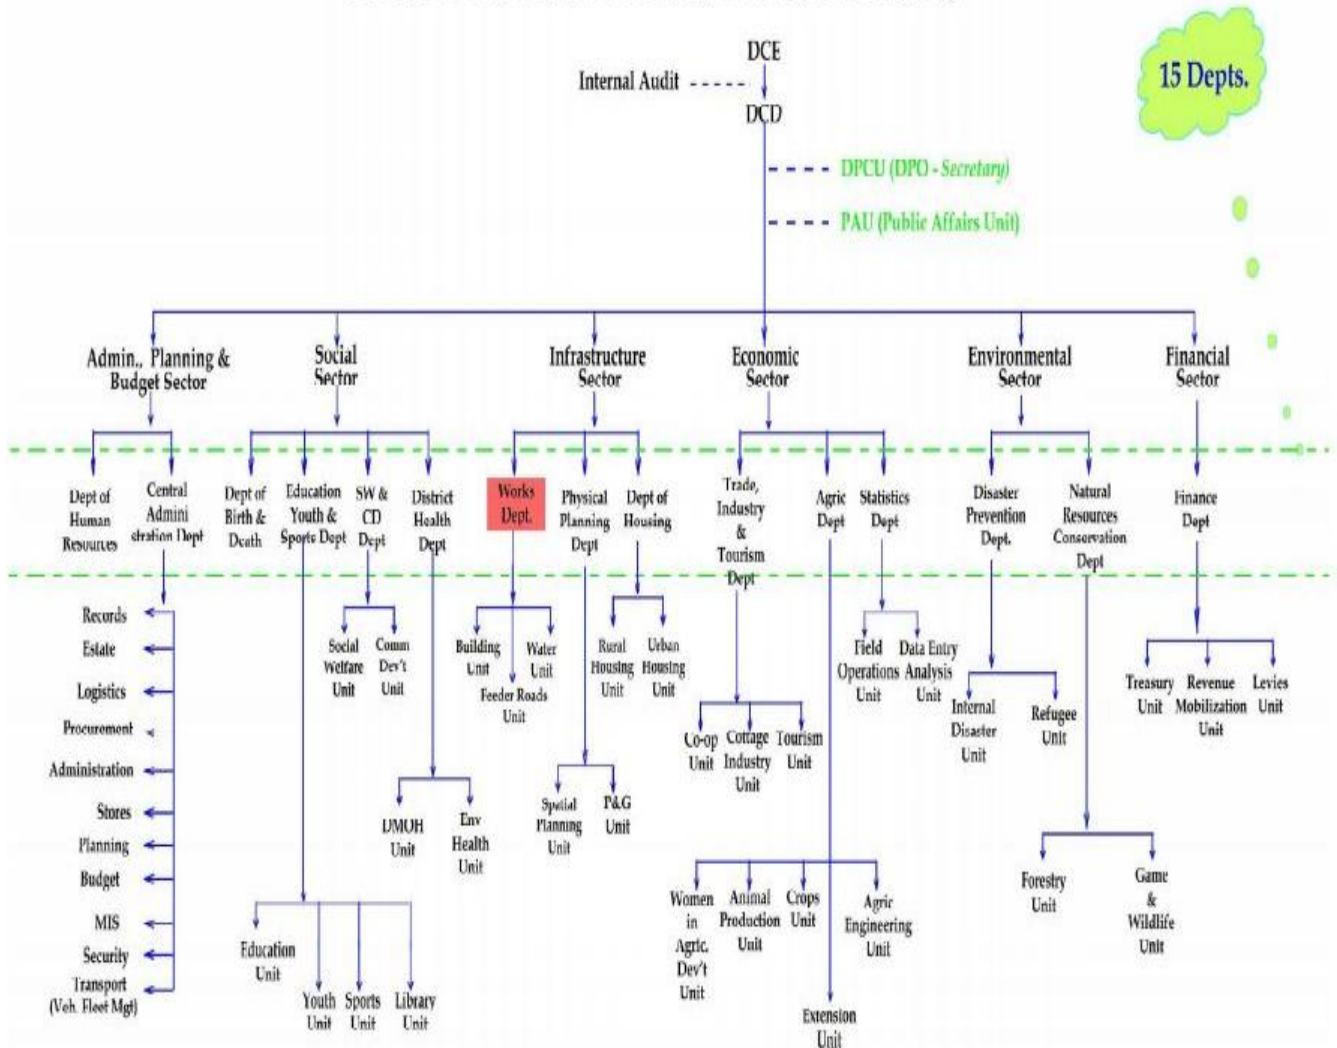 DCE
Internal Audit
15 Depts.
DCD
DPCU (DPO - Secretary)
PAU (Public Affairs Unit)
Admin., Planning &
Budget Sector
Social
Sector
Infrastructure
Sector
Economic
Sector
Environmental
Sector
Financial
Sector
Dept of
Human
Resources
Central
Admini
stration Dept
Dept of
Birth &
Death
Education
Youth &
Sports Dept
SW &
CD
Dept
District
Health
Dept
Works
Dept.
Physical
Planning
Dept
Dept of
Housing
Trade,
Industry
&
Tourism
Dept
Agric
Dept
Statistics
Dept
Disaster
Prevention
Dept.
Natural
Resources
Conservation
Dept
Finance
Dept
Records
Estate
Logistics
Procurement
Administration
Stores
Planning
Budget
MIS
Security
Transport
(Veh. Fleet Mgt)
Social
Welfare
Unit
Comm
Dev't
Unit
Building
Unit
Feeder Roads
Unit
Water
Unit
Rural
Housing
Unit
Urban
Housing
Unit
Field
Operations
Unit
Data Entry
Analysis
Unit
Internal
Disaster
Unit
Refugee
Unit
Treasury
Unit
Revenue
Mobilization
Unit
Levies
Unit
Co-op
Unit
Cottage
Industry
Unit
Tourism
Unit
DMOH
Unit
Env
Health
Unit
Spatial
Planning
Unit
P&G
Unit
Education
Unit
Youth
Unit
Sports
Unit
Library
Unit
Women
in
Agric.
Dev't
Unit
Animal
Production
Unit
Crops
Unit
Agric
Engineering
Unit
Extension
Unit
Forestry
Unit
Game
&
Wildlife
Unit